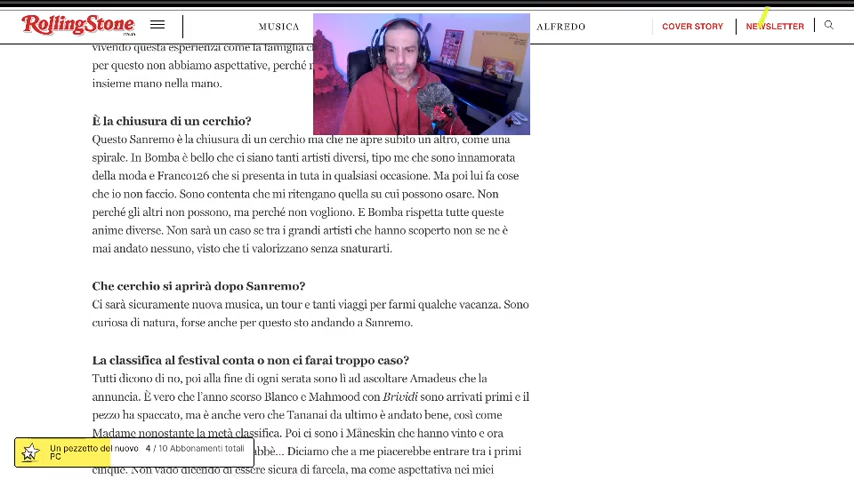 RollingStone
ITALIA
MUSICA
ALFREDO
COVER STORY
NEWSLETTER
vivendo questa esperienza come fa famiglia
per questo non abbiamo aspettative, perché
insieme mano nella mano.
È la chiusura di un cerchio?
Questo Sanremo è la chiusura di un cerchio ma che ne apre subito un altro, come una
spirale. In Bomba è bello che ci siano tanti artisti diversi, tipo me che sono innamorata
della moda e Franco126 che si presenta in tuta in qualsiasi occasione. Ma poi lui fa cose
che io non faccio. Sono contenta che mi ritengano quella su cui possono osare. Non
perché gli altri non possono, ma perché non vogliono. E Bomba rispetta tutte queste
anime diverse. Non sarà un caso se tra i grandi artisti che hanno scoperto non se ne è
mai andato nessuno, visto che ti valorizzano senza snaturarti.
Che cerchio si aprirà dopo Sanremo?
Ci sarà sicuramente nuova musica, un tour e tanti viaggi per farmi qualche vacanza. Sono
curiosa di natura, forse anche per questo sto andando a Sanremo.
La classifica al festival conta o non ci farai troppo caso?
Tutti dicono di no, poi alla fine di ogni serata sono lì ad ascoltare Amadeus che la
annuncia. È vero che l'anno scorso Blanco e Mahmood con Brividi sono arrivati primi e il
pezzo ha spaccato, ma è anche vero che Tananai da ultimo è andato bene, così come
Madame nonostante la metà classifica. Poi ci sono i Måneskin che hanno vinto e ora
abbè... Diciamo che a me piacerebbe entrare tra i primi
cinque. Non vado dicendo di essere sicura di farcela, ma come aspettativa nei miei
Un pezzetto del nuovo PC
4 / 10 Abbonamenti totali